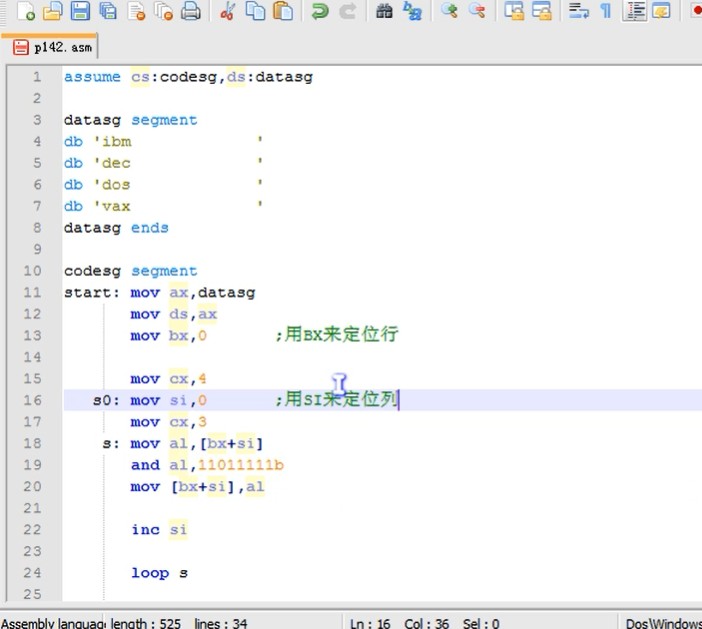 p142.asm
1 assume cs:codesg,ds:datasg
2
3 datasg segment
4 db 'ibm             '
5 db 'dec             '
6 db 'dos             '
7 db 'vax             '
8 datasg ends
9
10 codesg segment
11 start: mov ax,datasg
12        mov ds,ax
13        mov bx,0       ;用BX来定位行
14
15        mov cx,4
16    s0: mov si,0       ;用SI来定位列
17        mov cx,3
18     s: mov al,[bx+si]
19        and al,11011111b
20        mov [bx+si],al
21
22        inc si
23
24        loop s
25
Assembly languag length : 525 lines : 34 Ln : 16 Col : 36 Sel : 0 Dos\Windows